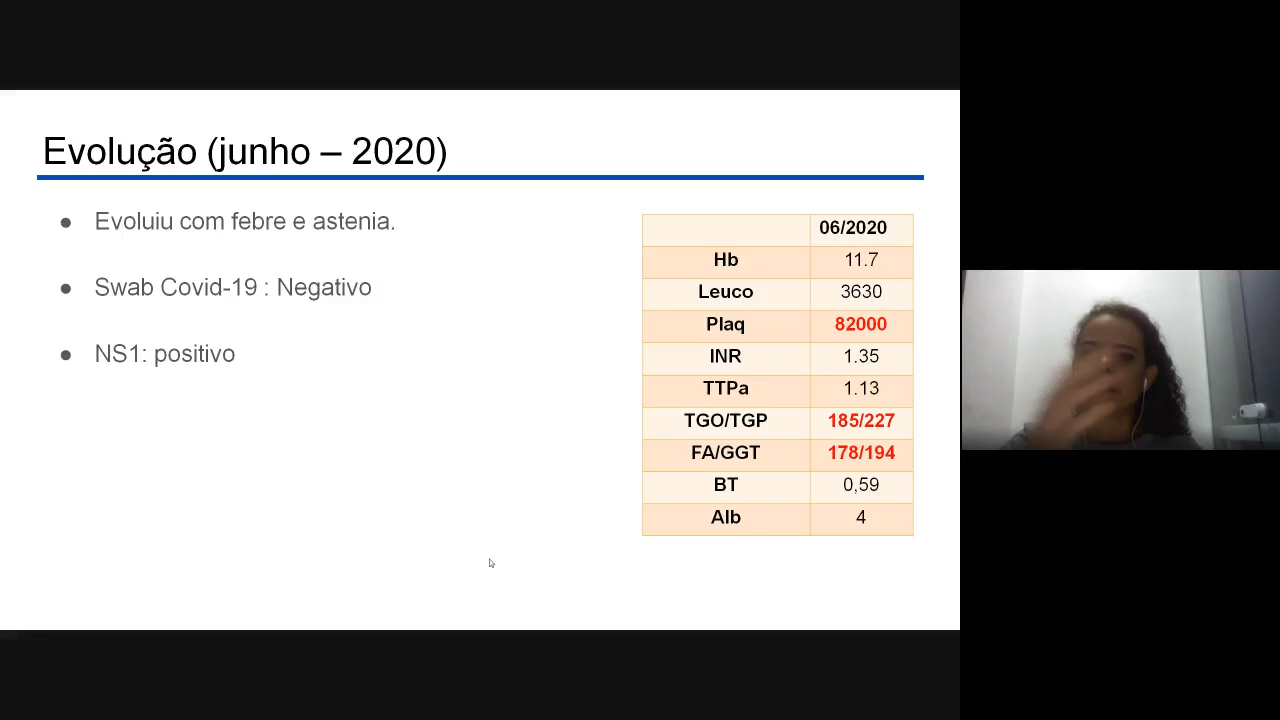 Evolução (junho – 2020)
● Evoluiu com febre e astenia.
● Swab Covid-19 : Negativo
● NS1: positivo
06/2020
Hb 11.7
Leuco 3630
Plaq 82000
INR 1.35
TTPa 1.13
TGO/TGP 185/227
FA/GGT 178/194
BT 0,59
Alb 4